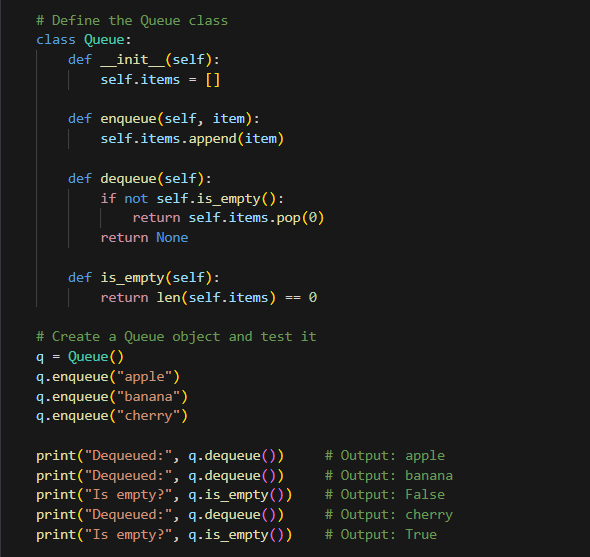 # Define the Queue class
class Queue:
    def __init__(self):
        self.items = []

    def enqueue(self, item):
        self.items.append(item)

    def dequeue(self):
        if not self.is_empty():
            return self.items.pop(0)
        return None

    def is_empty(self):
        return len(self.items) == 0

# Create a Queue object and test it
q = Queue()
q.enqueue("apple")
q.enqueue("banana")
q.enqueue("cherry")

print("Dequeued:", q.dequeue())     # Output: apple
print("Dequeued:", q.dequeue())     # Output: banana
print("Is empty?", q.is_empty())    # Output: False
print("Dequeued:", q.dequeue())     # Output: cherry
print("Is empty?", q.is_empty())    # Output: True